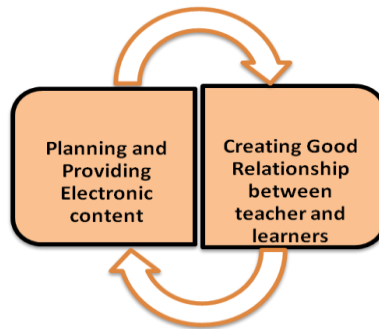 Planning and
Providing
Electronic
content
Creating Good
Relationship
between
teacher and
learners